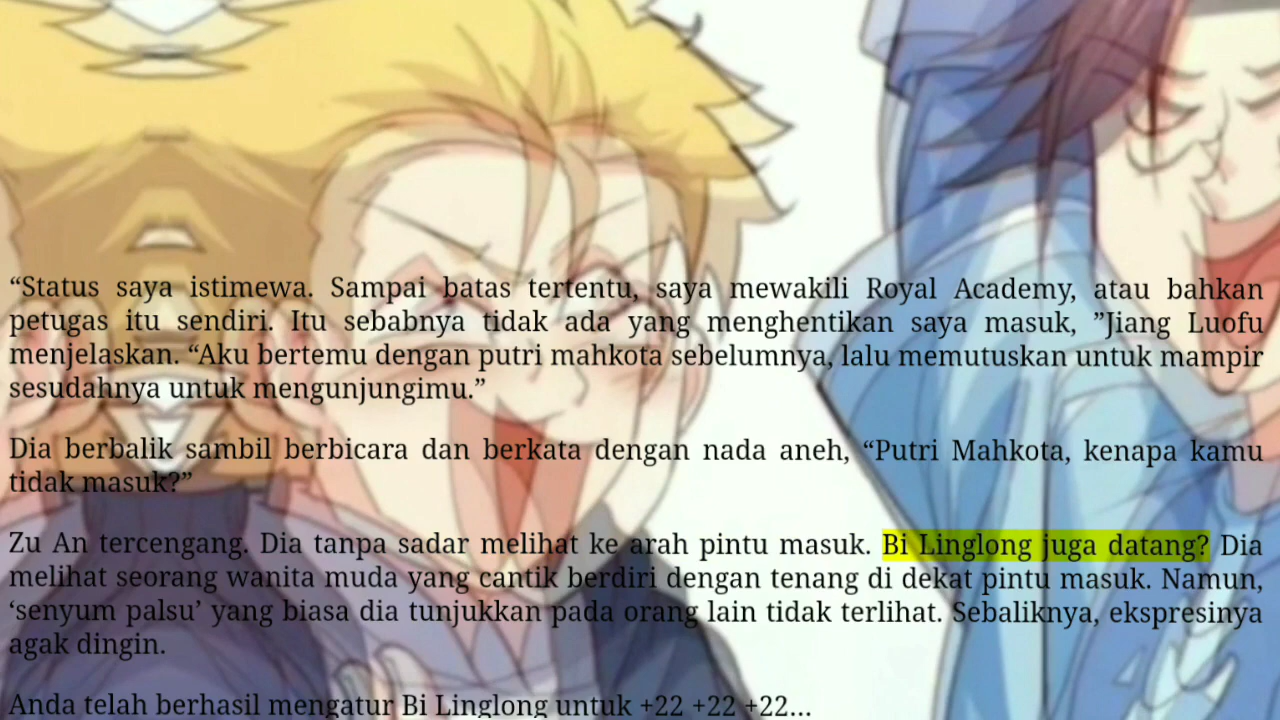 “Status saya istimewa. Sampai batas tertentu, saya mewakili Royal Academy, atau bahkan
petugas itu sendiri. Itu sebabnya tidak ada yang menghentikan saya masuk, ”Jiang Luofu
menjelaskan. “Aku bertemu dengan putri mahkota sebelumnya, lalu memutuskan untuk mampir
sesudahnya untuk mengunjungimu.”
Dia berbalik sambil berbicara dan berkata dengan nada aneh, “Putri Mahkota, kenapa kamu
tidak masuk?”
Zu An tercengang. Dia tanpa sadar melihat ke arah pintu masuk. Bi Linglong juga datang? Dia
melihat seorang wanita muda yang cantik berdiri dengan tenang di dekat pintu masuk. Namun,
‘senyum palsu’ yang biasa dia tunjukkan pada orang lain tidak terlihat. Sebaliknya, ekspresinya
agak dingin.
Anda telah berhasil mengatur Bi Linglong untuk +22 +22 +22…